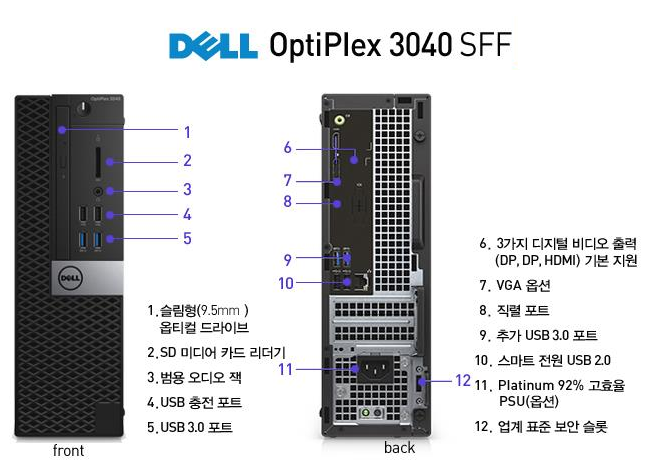 DELL OptiPlex 3040 SFF
OptiPlex 3040
1
2
3
4
5
DELL
1. 슬림형(9.5mm )
옵티컬 드라이브
2. SD 미디어 카드 리더기
3. 범용 오디오 잭
4. USB 충전 포트
5. USB 3.0 포트
front
6
7
8
9
10
11
12
back
6. 3가지 디지털 비디오 출력
(DP, DP, HDMI) 기본 지원
7. VGA 옵션
8. 직렬 포트
9. 추가 USB 3.0 포트
10. 스마트 전원 USB 2.0
11. Platinum 92% 고효율
PSU(옵션)
12. 업계 표준 보안 슬롯